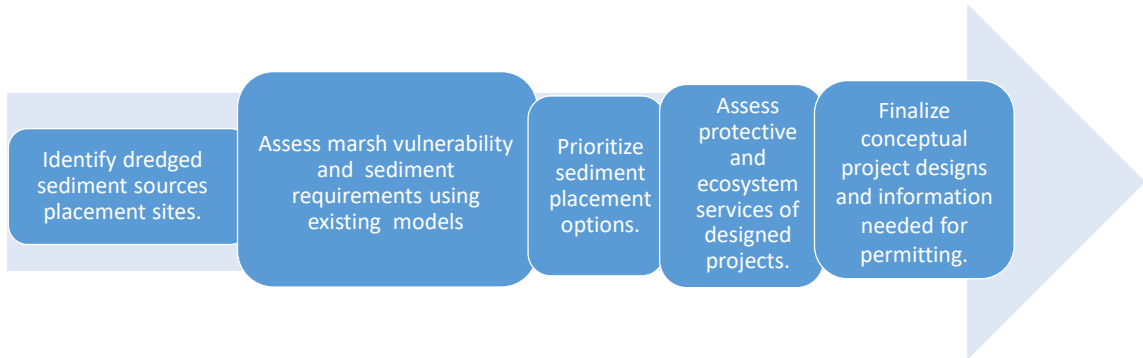 Identify dredged
sediment sources
placement sites.
Assess marsh vulnerability
and sediment
requirements using
existing models
Prioritize
sediment
placement
options.
Assess
protective
and
ecosystem
services of
designed
projects.
Finalize
conceptual
project designs
and information
needed for
permitting.